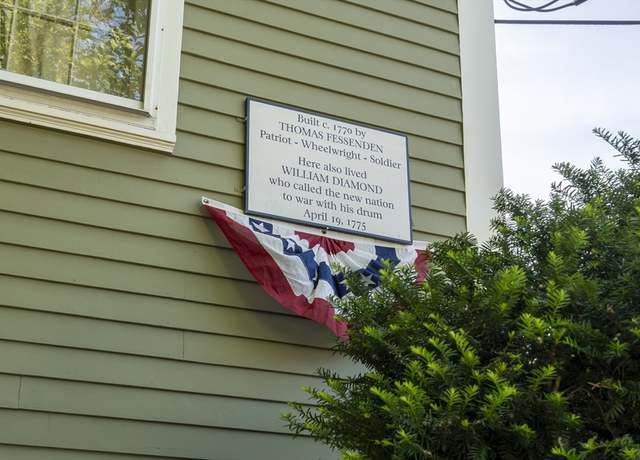 Built c. 1770 by
THOMAS FESSENDEN
Patriot - Wheelwright - Soldier
Here also lived
WILLIAM DIAMOND
who called the new nation
to war with his drum
April 19, 1775